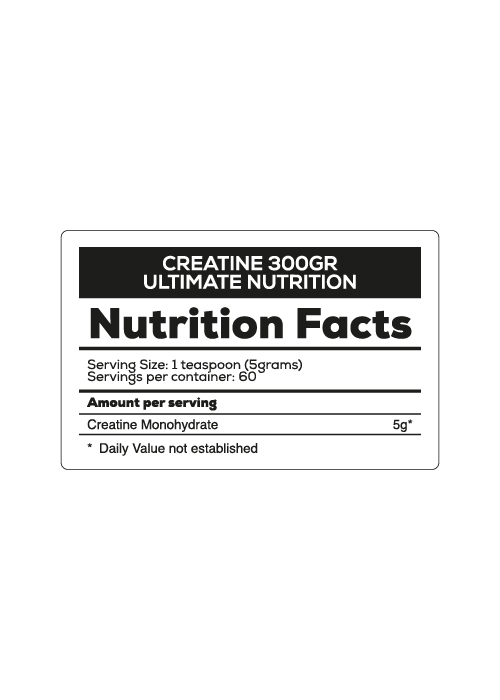 CREATINE 300GR
ULTIMATE NUTRITION
Nutrition Facts
Serving Size: 1 teaspoon (5grams)
Servings per container: 60
Amount per serving
Creatine Monohydrate 5g*
* Daily Value not established